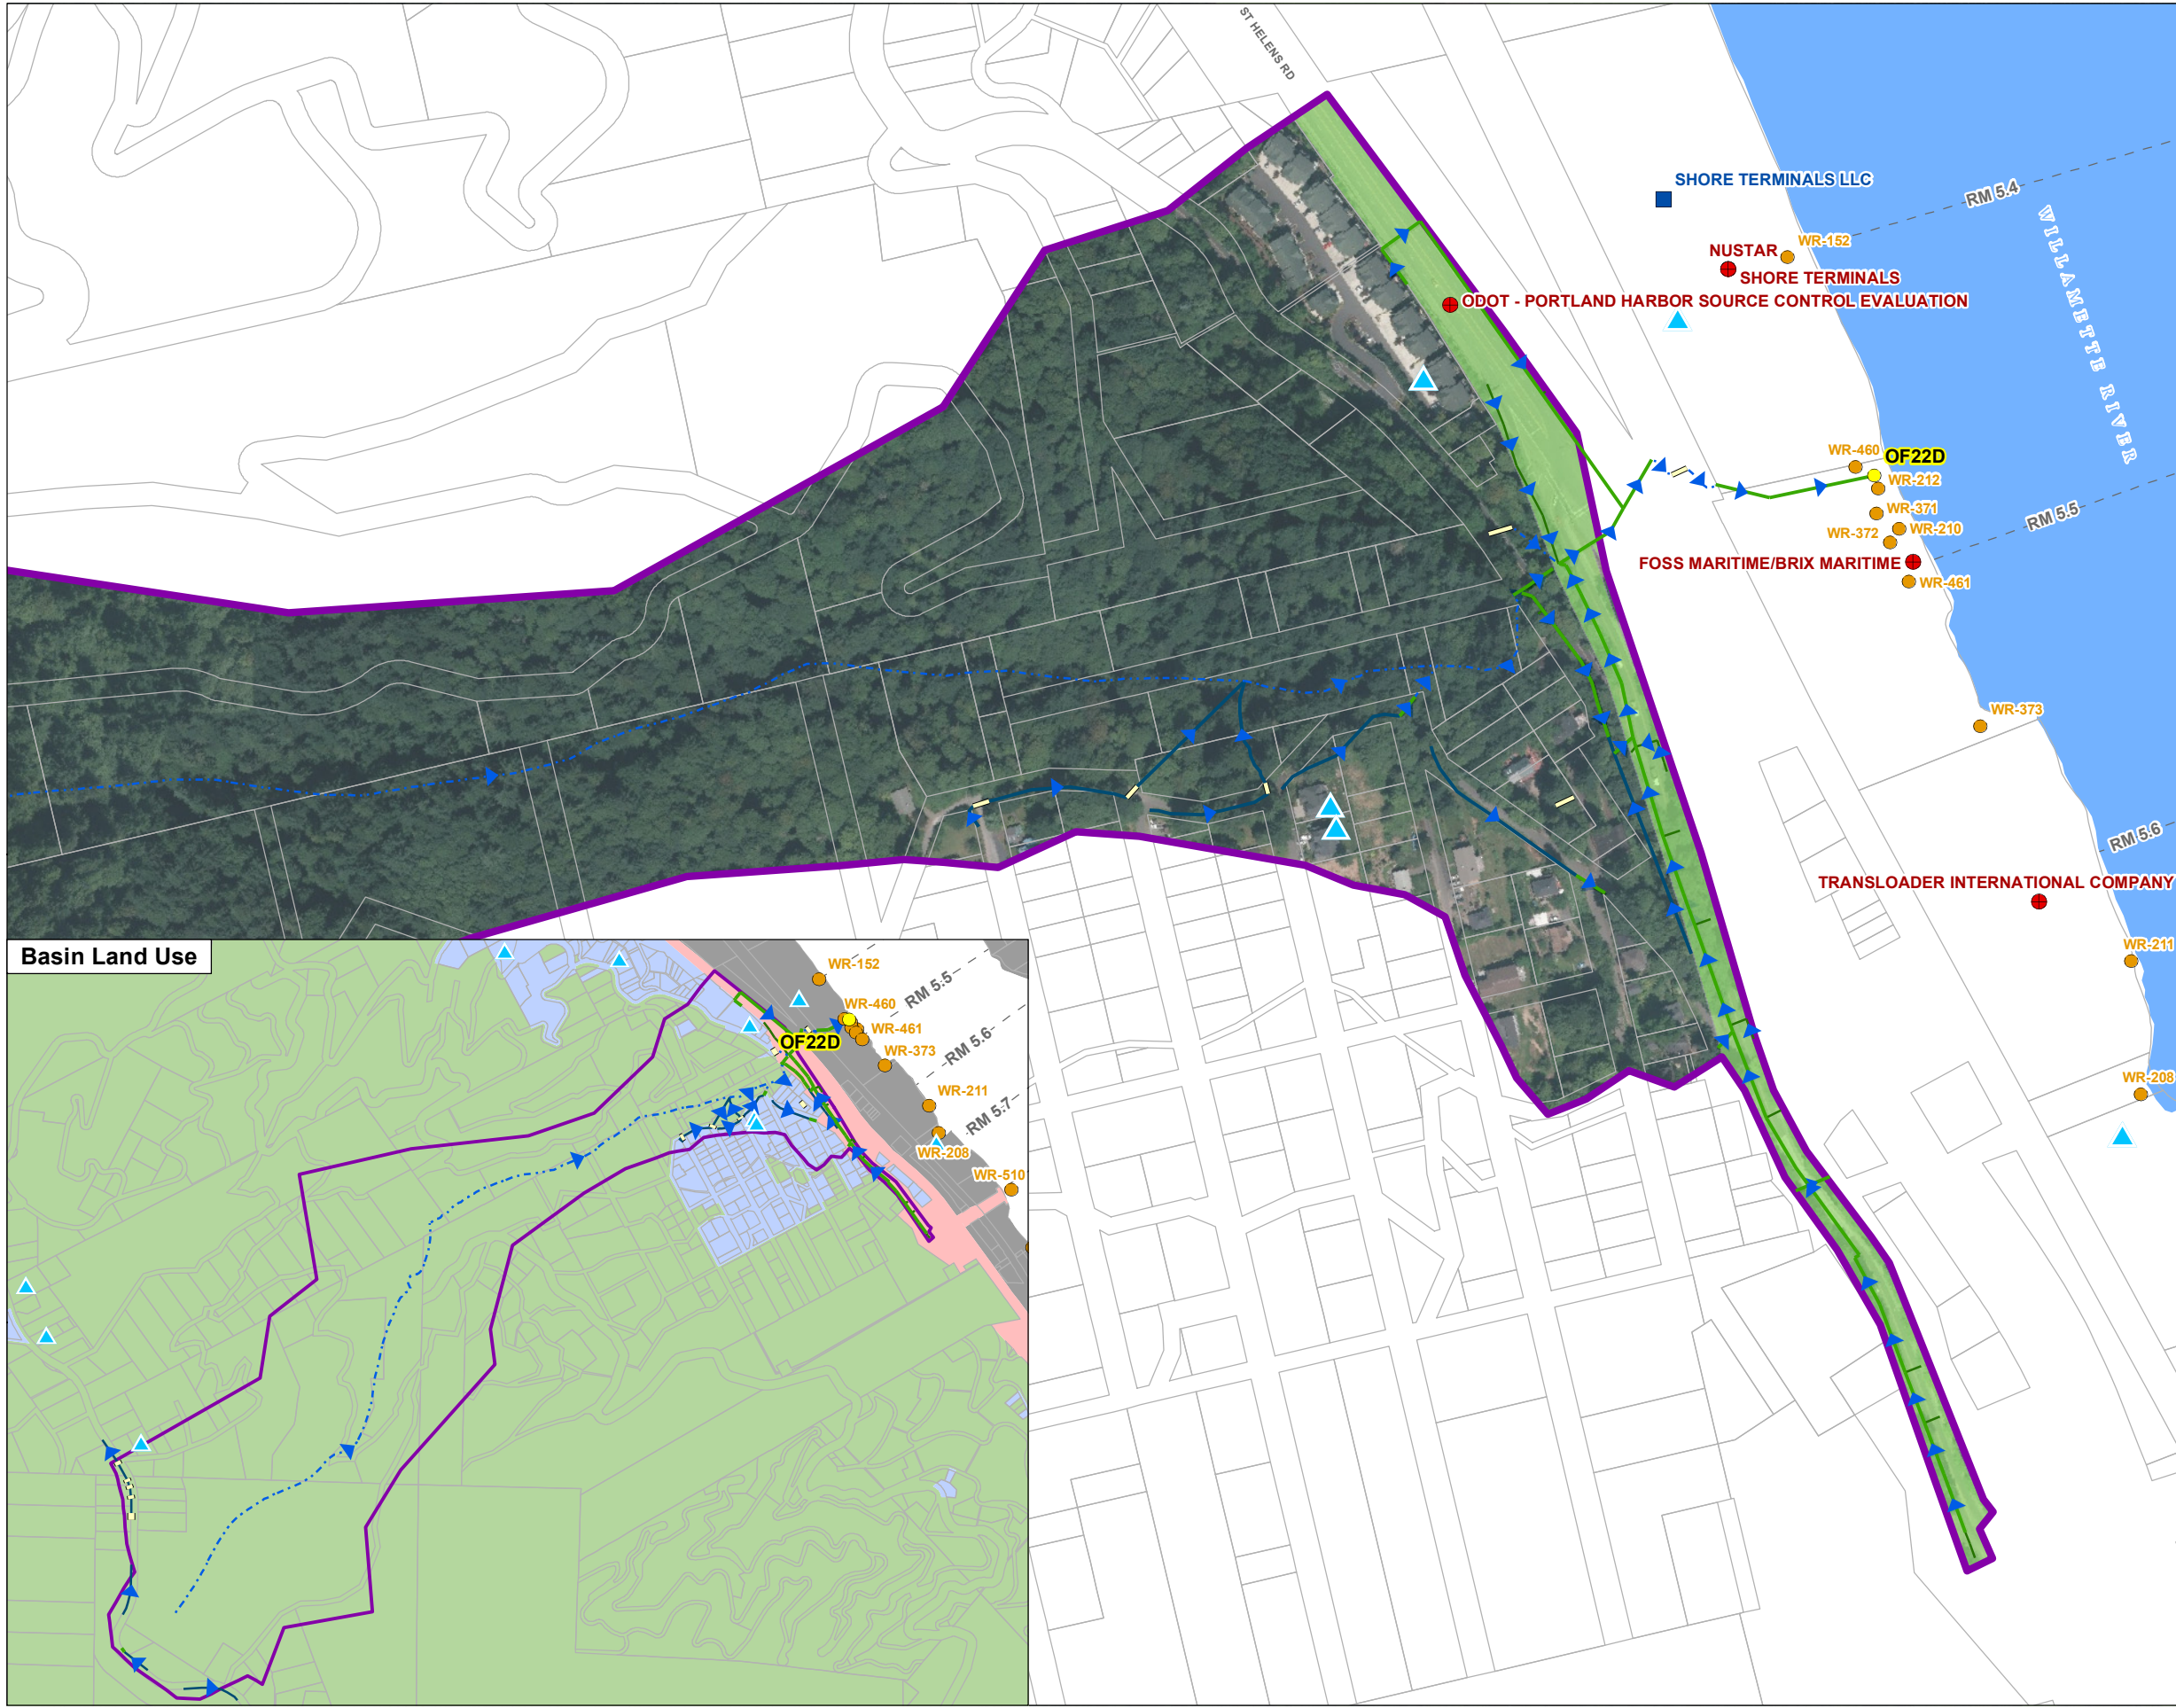 ST HELENS RD
SHORE TERMINALS LLC
RM 5.4
WILLAMETTE RIVER
NUSTAR
WR-152
SHORE TERMINALS
ODOT - PORTLAND HARBOR SOURCE CONTROL EVALUATION
WR-460
OF22D
WR-212
WR-371
RM 5.5
WR-372
WR-210
FOSS MARITIME/BRIX MARITIME
WR-461
WR-373
RM 5.6
TRANSLOADER INTERNATIONAL COMPANY
WR-211
WR-208
Basin Land Use
WR-152
RM 5.5
WR-460
WR-461
OF22D
WR-373
RM 5.6
WR-211
RM 5.7
WR-208
WR-510